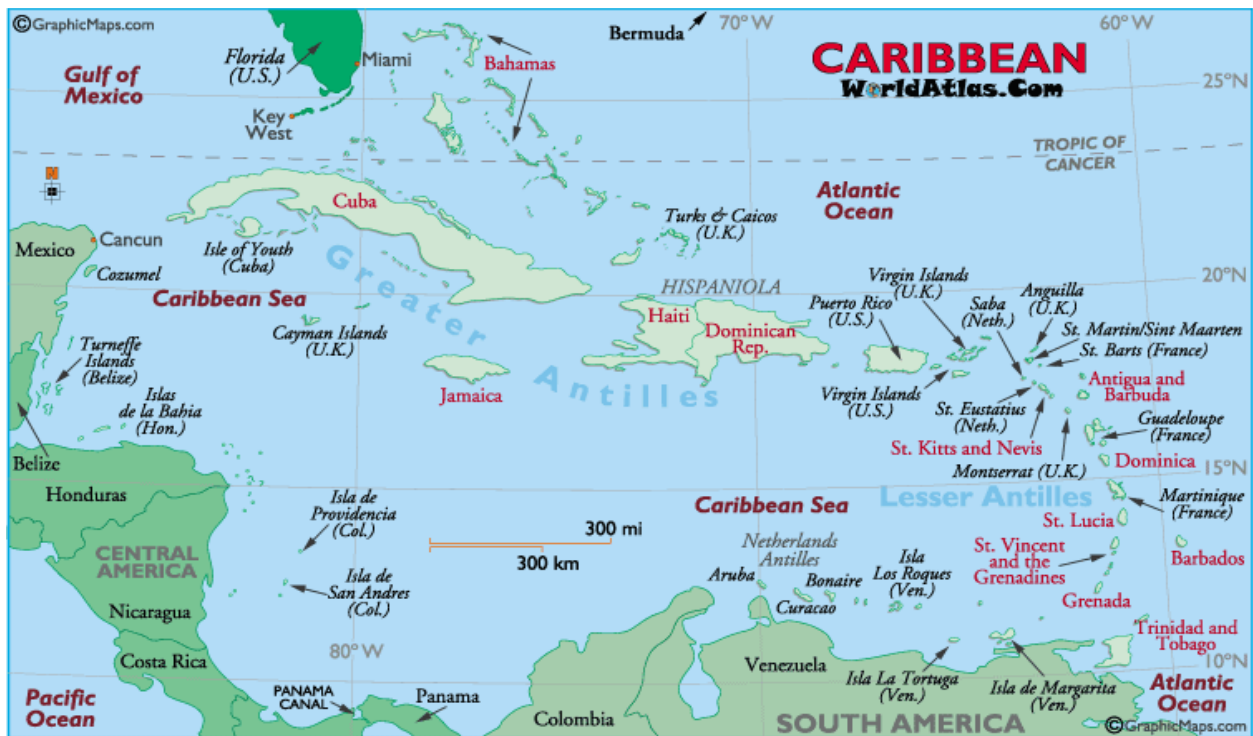 ©GraphicMaps.com
Bermuda
70°W
60°W
CARIBBEAN
WorldAtlas.Com
Florida
(U.S.)
Miami
Bahamas
Gulf of
Mexico
25°N
Key
West
TROPIC OF
CANCER
N
Cuba
Atlantic
Ocean
Turks & Caicos
(U.K.)
Mexico
Cancun
Isle of Youth
(Cuba)
Cozumel
Greater
Antilles
Caribbean Sea
20°N
HISPANIOLA
Virgin Islands
(U.K.)
Anguilla
(U.K.)
Puerto Rico
(U.S.)
Saba
(Neth.)
Haiti
Dominican
Rep.
Cayman Islands
(U.K.)
St. Martin/Sint Maarten
St. Barts (France)
Turneffe
Islands
(Belize)
Jamaica
Virgin Islands
(U.S.)
St. Eustatius
(Neth.)
Antigua and
Barbuda
Islas
de la Bahia
(Hon.)
Guadeloupe
(France)
St. Kitts and Nevis
Belize
Montserrat (U.K.)
Dominica
15°N
Honduras
Isla de
Providencia
(Col.)
Caribbean Sea
Lesser Antilles
Martinique
(France)
St. Lucia
300 mi
300 km
Netherlands
Antilles
CENTRAL
AMERICA
St. Vincent
and the
Grenadines
Barbados
Isla
Los Roques
(Ven.)
Aruba
Bonaire
Curacao
Isla de
San Andres
(Col.)
Grenada
Nicaragua
Trinidad and
Tobago
80°W
Costa Rica
Venezuela
10°N
Isla La Tortuga
(Ven.)
Isla de Margarita
(Ven.)
Pacific
Ocean
PANAMA
CANAL
Panama
Colombia
SOUTH AMERICA
Atlantic
Ocean
©GraphicMaps.com